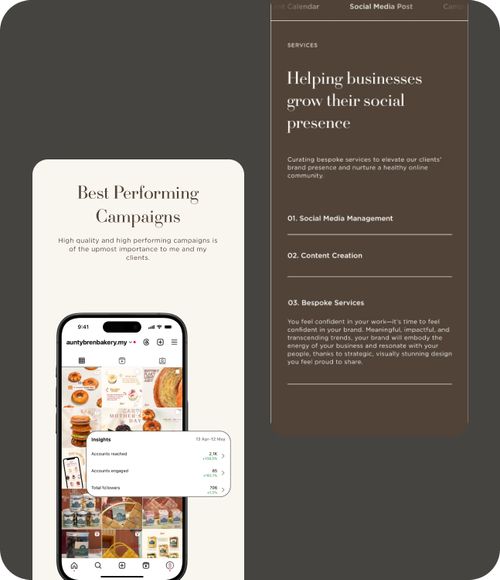 Calendar
Social Media Post
SERVICES
Helping businesses
grow their social
presence
Curating bespoke services to elevate our clients'
brand presence and nurture a healthy online
community.
01. Social Media Management
02. Content Creation
03. Bespoke Services
You feel confident in your work—it's time to feel
confident in your brand. Meaningful, impactful, and
transcending trends, your brand will embody the
energy of your business and resonate with your
people, thanks to strategic, visually stunning design
you feel proud to share.
Best Performing
Campaigns
High quality and high performing campaigns is
of the upmost importance to me and my
clients.
9:41
auntybrenbakery.my
MOTHER
DAY
Insights
13 Apr-12 May
Accounts reached
2.1K
Accounts engaged
85
Total followers
706